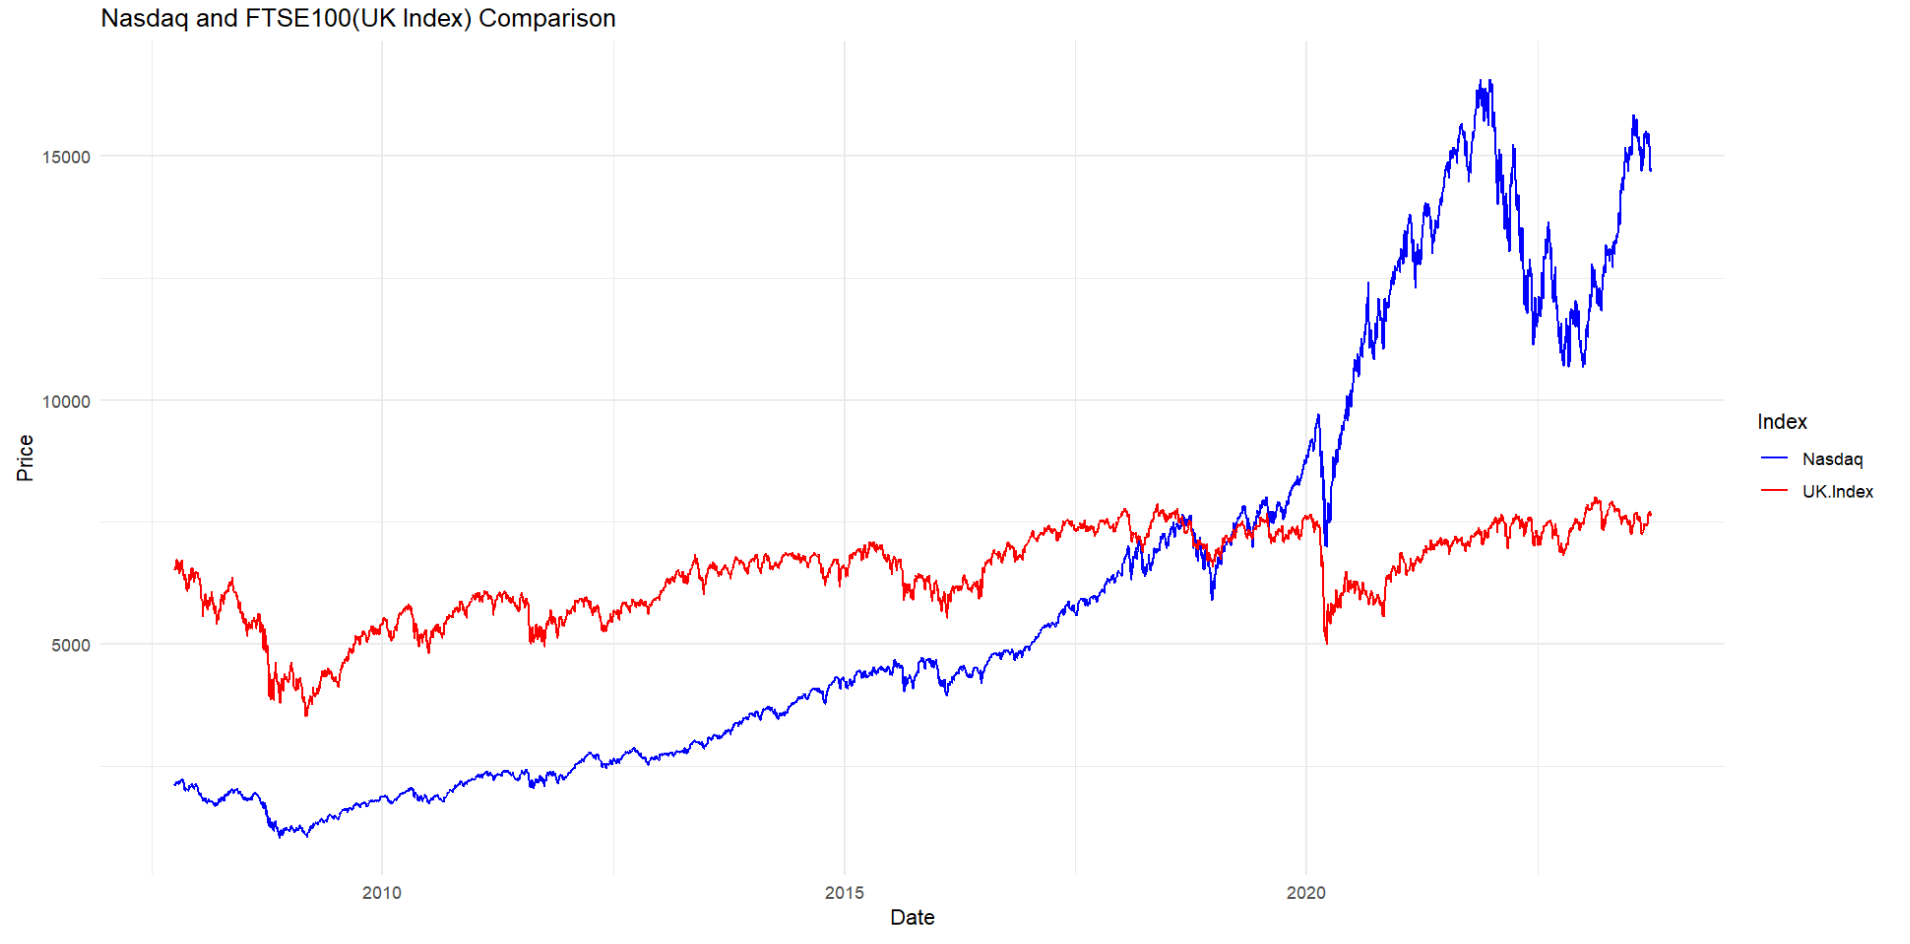 Nasdaq and FTSE100(UK Index) Comparison
15000
10000
5000
Price
2010
2015
2020
Date
Index
Nasdaq
UK.Index